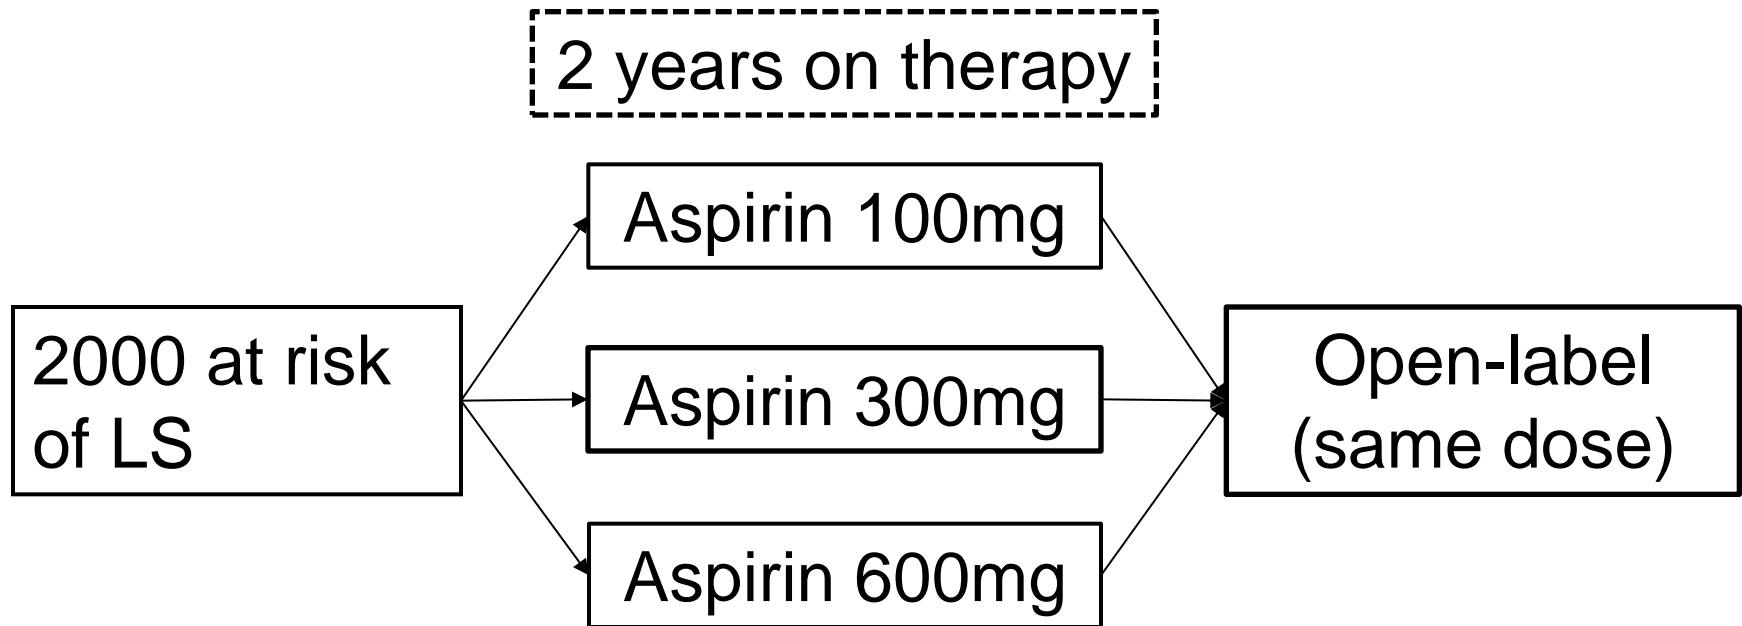 2 years on therapy
Aspirin 100mg
2000 at risk
of LS
Aspirin 300mg
Open-label
(same dose)
Aspirin 600mg